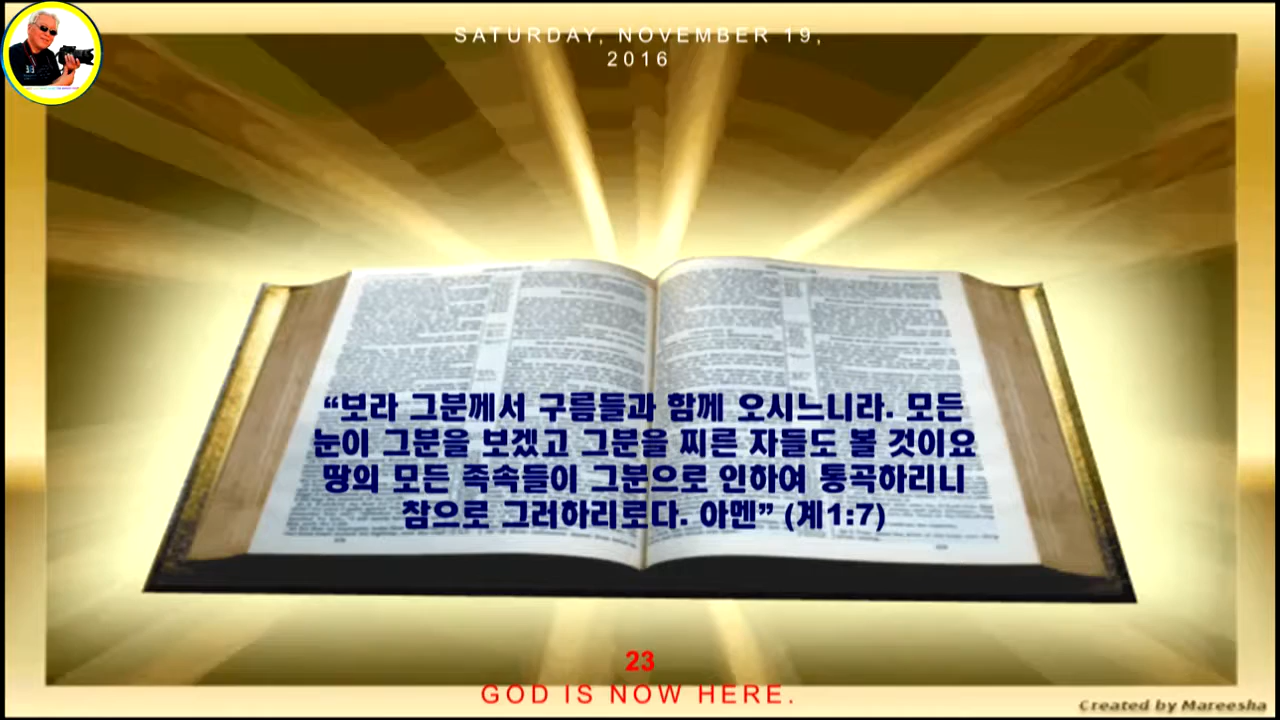 SATURDAY, NOVEMBER 19,
2016
“보라 그분께서 구름들과 함께 오시느니라. 모든
눈이 그분을 보겠고 그분을 찌른 자들도 볼 것이요
땅의 모든 족속들이 그분으로 인하여 통곡하리니
참으로 그러하리로다. 아멘” (계1:7)
23
GOD IS NOW HERE.
Created by Mareesha